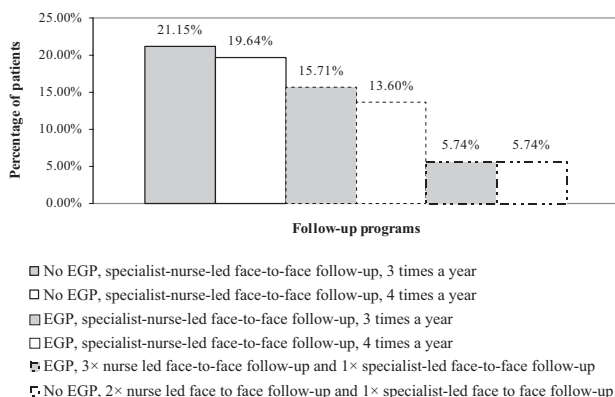 25.00%
21.15%
19.64%
20.00%
15.71%
15.00%
13.60%
10.00%
5.74%
5.74%
5.00%
0.00%
Percentage of patients
Follow-up programs
No EGP, specialist-nurse-led face-to-face follow-up, 3 times a year
No EGP, specialist-nurse-led face-to-face follow-up, 4 times a year
EGP, specialist-nurse-led face-to-face follow-up, 3 times a year
EGP, specialist-nurse-led face-to-face follow-up, 4 times a year
EGP, 3× nurse led face-to-face follow-up and 1× specialist-led face-to-face follow-up
No EGP, 2× nurse led face to face follow-up and 1× specialist-led face to face follow-up